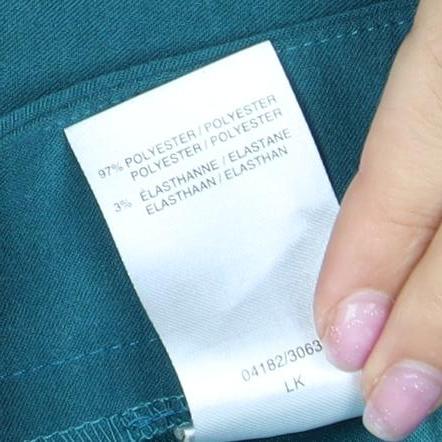 97% POLYESTER / POLYESTER
POLYESTER / POLYESTER
3% ÉLASTHANNE / ELASTANE
ELASTHAAN / ELASTHAN
04182/3063
LK